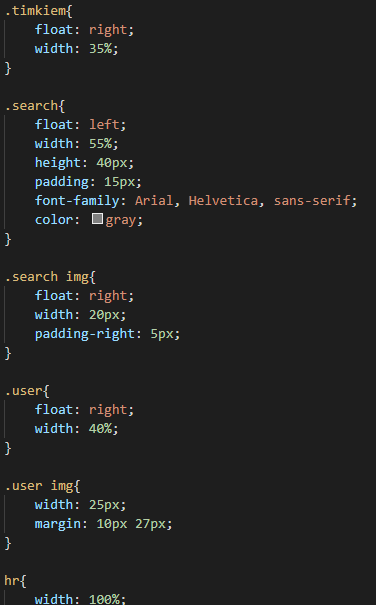 .timkiem{
    float: right;
    width: 35%;
}

.search{
    float: left;
    width: 55%;
    height: 40px;
    padding: 15px;
    font-family: Arial, Helvetica, sans-serif;
    color: gray;
}

.search img{
    float: right;
    width: 20px;
    padding-right: 5px;
}

.user{
    float: right;
    width: 40%;
}

.user img{
    width: 25px;
    margin: 10px 27px;
}

hr{
    width: 100%;